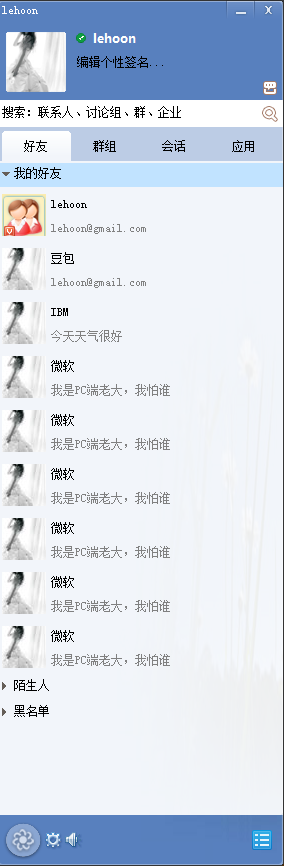 lehoon
X
lehoon
编辑个性签名...
搜索：联系人、讨论组、群、企业
好友 群组 会话 应用
我的好友
lehoon
lehoon@gmail.com
豆包
lehoon@gmail.com
IBM
今天天气很好
微软
我是PC端老大，我怕谁
微软
我是PC端老大，我怕谁
微软
我是PC端老大，我怕谁
微软
我是PC端老大，我怕谁
微软
我是PC端老大，我怕谁
微软
我是PC端老大，我怕谁
陌生人
黑名单